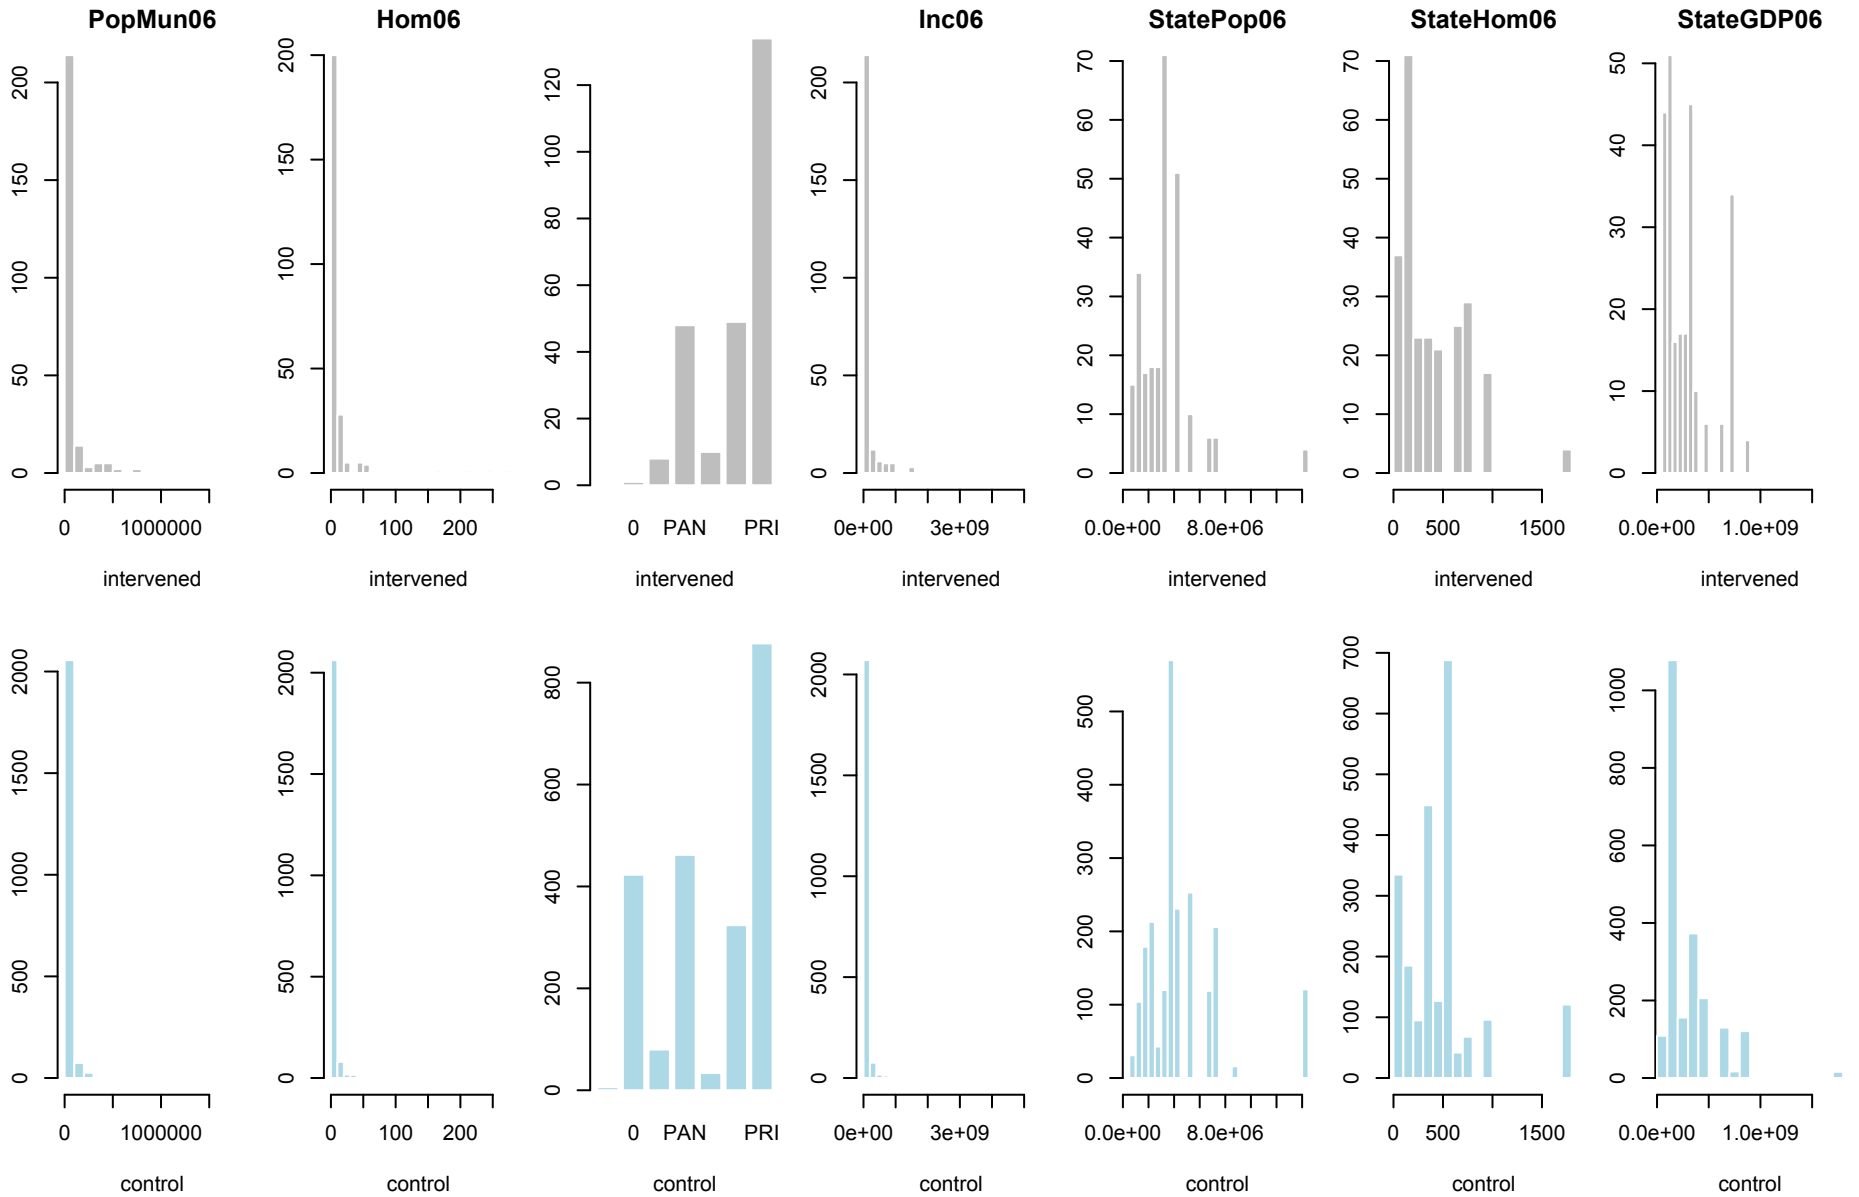 PopMun06 Hom06 Inc06 StatePop06 StateHom06 StateGDP06
0 50 100 150 200
0 1000000
intervened
0 50 100 150 200
0 100 200
intervened
0 20 40 60 80 100 120
0 PAN PRI
intervened
0 50 100 150 200
0e+00 3e+09
intervened
0 10 20 30 40 50 60 70
0.0e+00 8.0e+06
intervened
0 10 20 30 40 50 60 70
0 500 1500
intervened
0 10 20 30 40 50
0.0e+00 1.0e+09
intervened
0 500 1000 1500 2000
0 1000000
control
0 500 1000 1500 2000
0 100 200
control
0 200 400 600 800
0 PAN PRI
control
0 500 1000 1500 2000
0e+00 3e+09
control
0 100 200 300 400 500
0.0e+00 8.0e+06
control
0 100 200 300 400 500 600 700
0 500 1500
control
0 200 400 600 800 1000
0.0e+00 1.0e+09
control